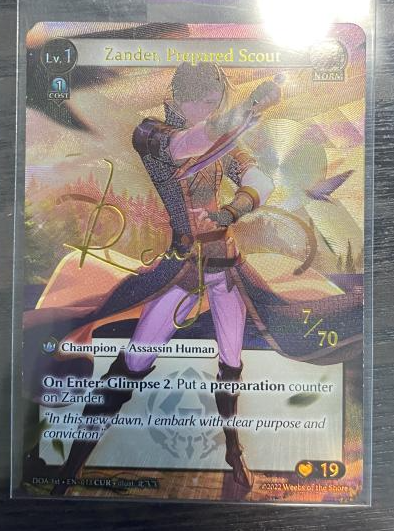 Lv. 1
Zander, Prepared Scout
NORM
1
COST
7/70
Champion – Assassin Human
On Enter: Glimpse 2. Put a preparation counter
on Zander.
"In this new dawn, I embark with clear purpose and
conviction"
19
©2022 Weebs of the Shore